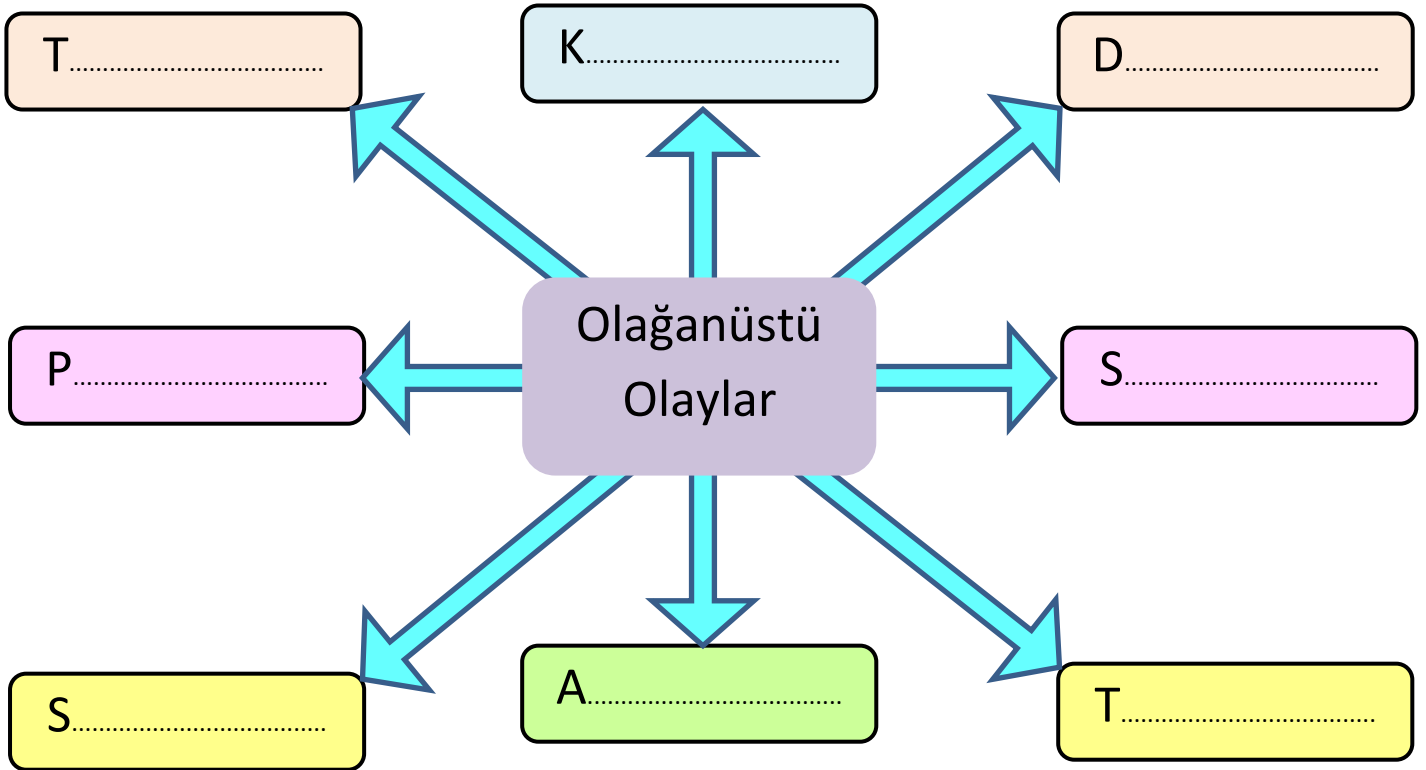 T......................................
K......................................
D......................................
Olağanüstü
Olaylar
P......................................
S......................................
S......................................
A......................................
T......................................